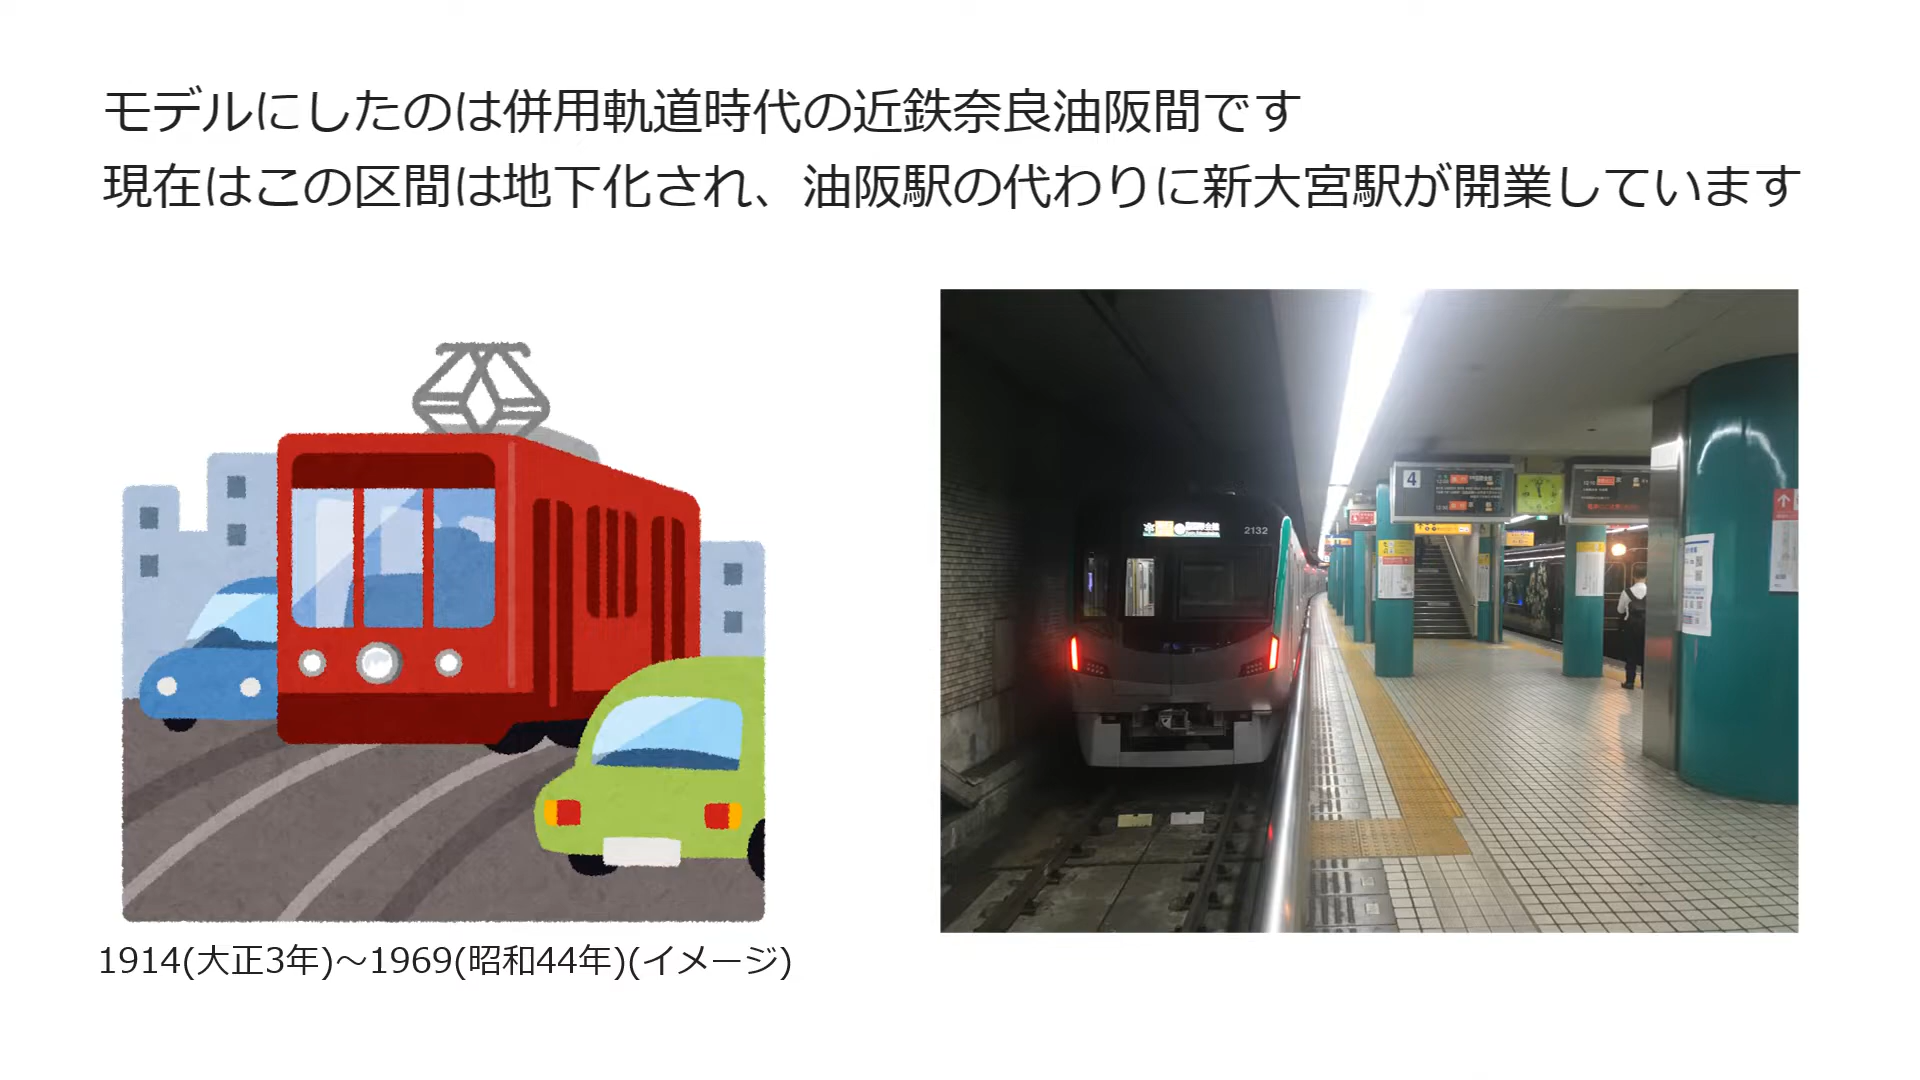 モデルにしたのは併用軌道時代の近鉄奈良油阪間です
現在はこの区間は地下化され、油阪駅の代わりに新大宮駅が開業しています
2132
4
1914(大正3年)～1969(昭和44年)(イメージ)